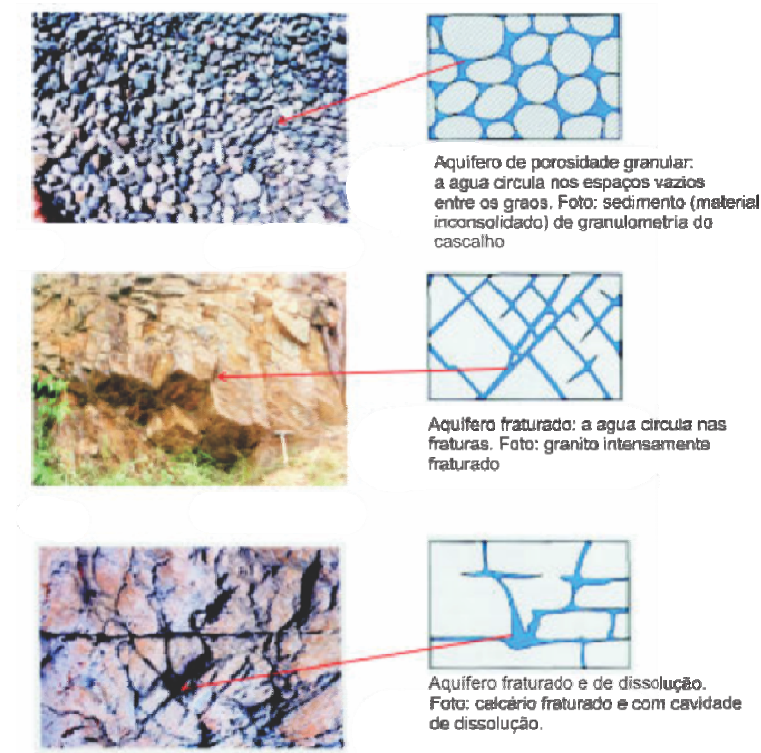 Aquífero de porosidade granular:
a agua circula nos espaços vazios
entre os graos. Foto: sedimento (material
inconsolidado) de granulometria do
cascalho
Aquífero fraturado: a agua circula nas
fraturas. Foto: granito intensamente
fraturado
Aquífero fraturado e de dissolução.
Foto: calcário fraturado e com cavidade
de dissolução.